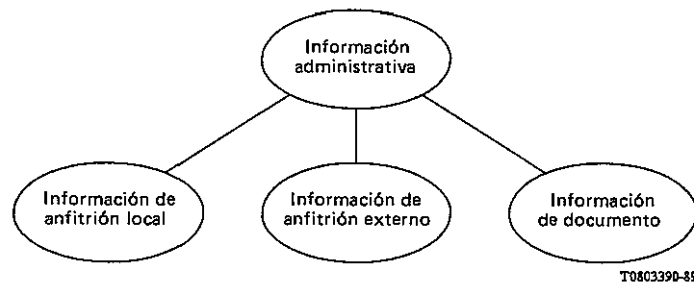 Información
administrativa
Información de
anfitrión local
Información de
anfitrión externo
Información
de documento
T0803390-89